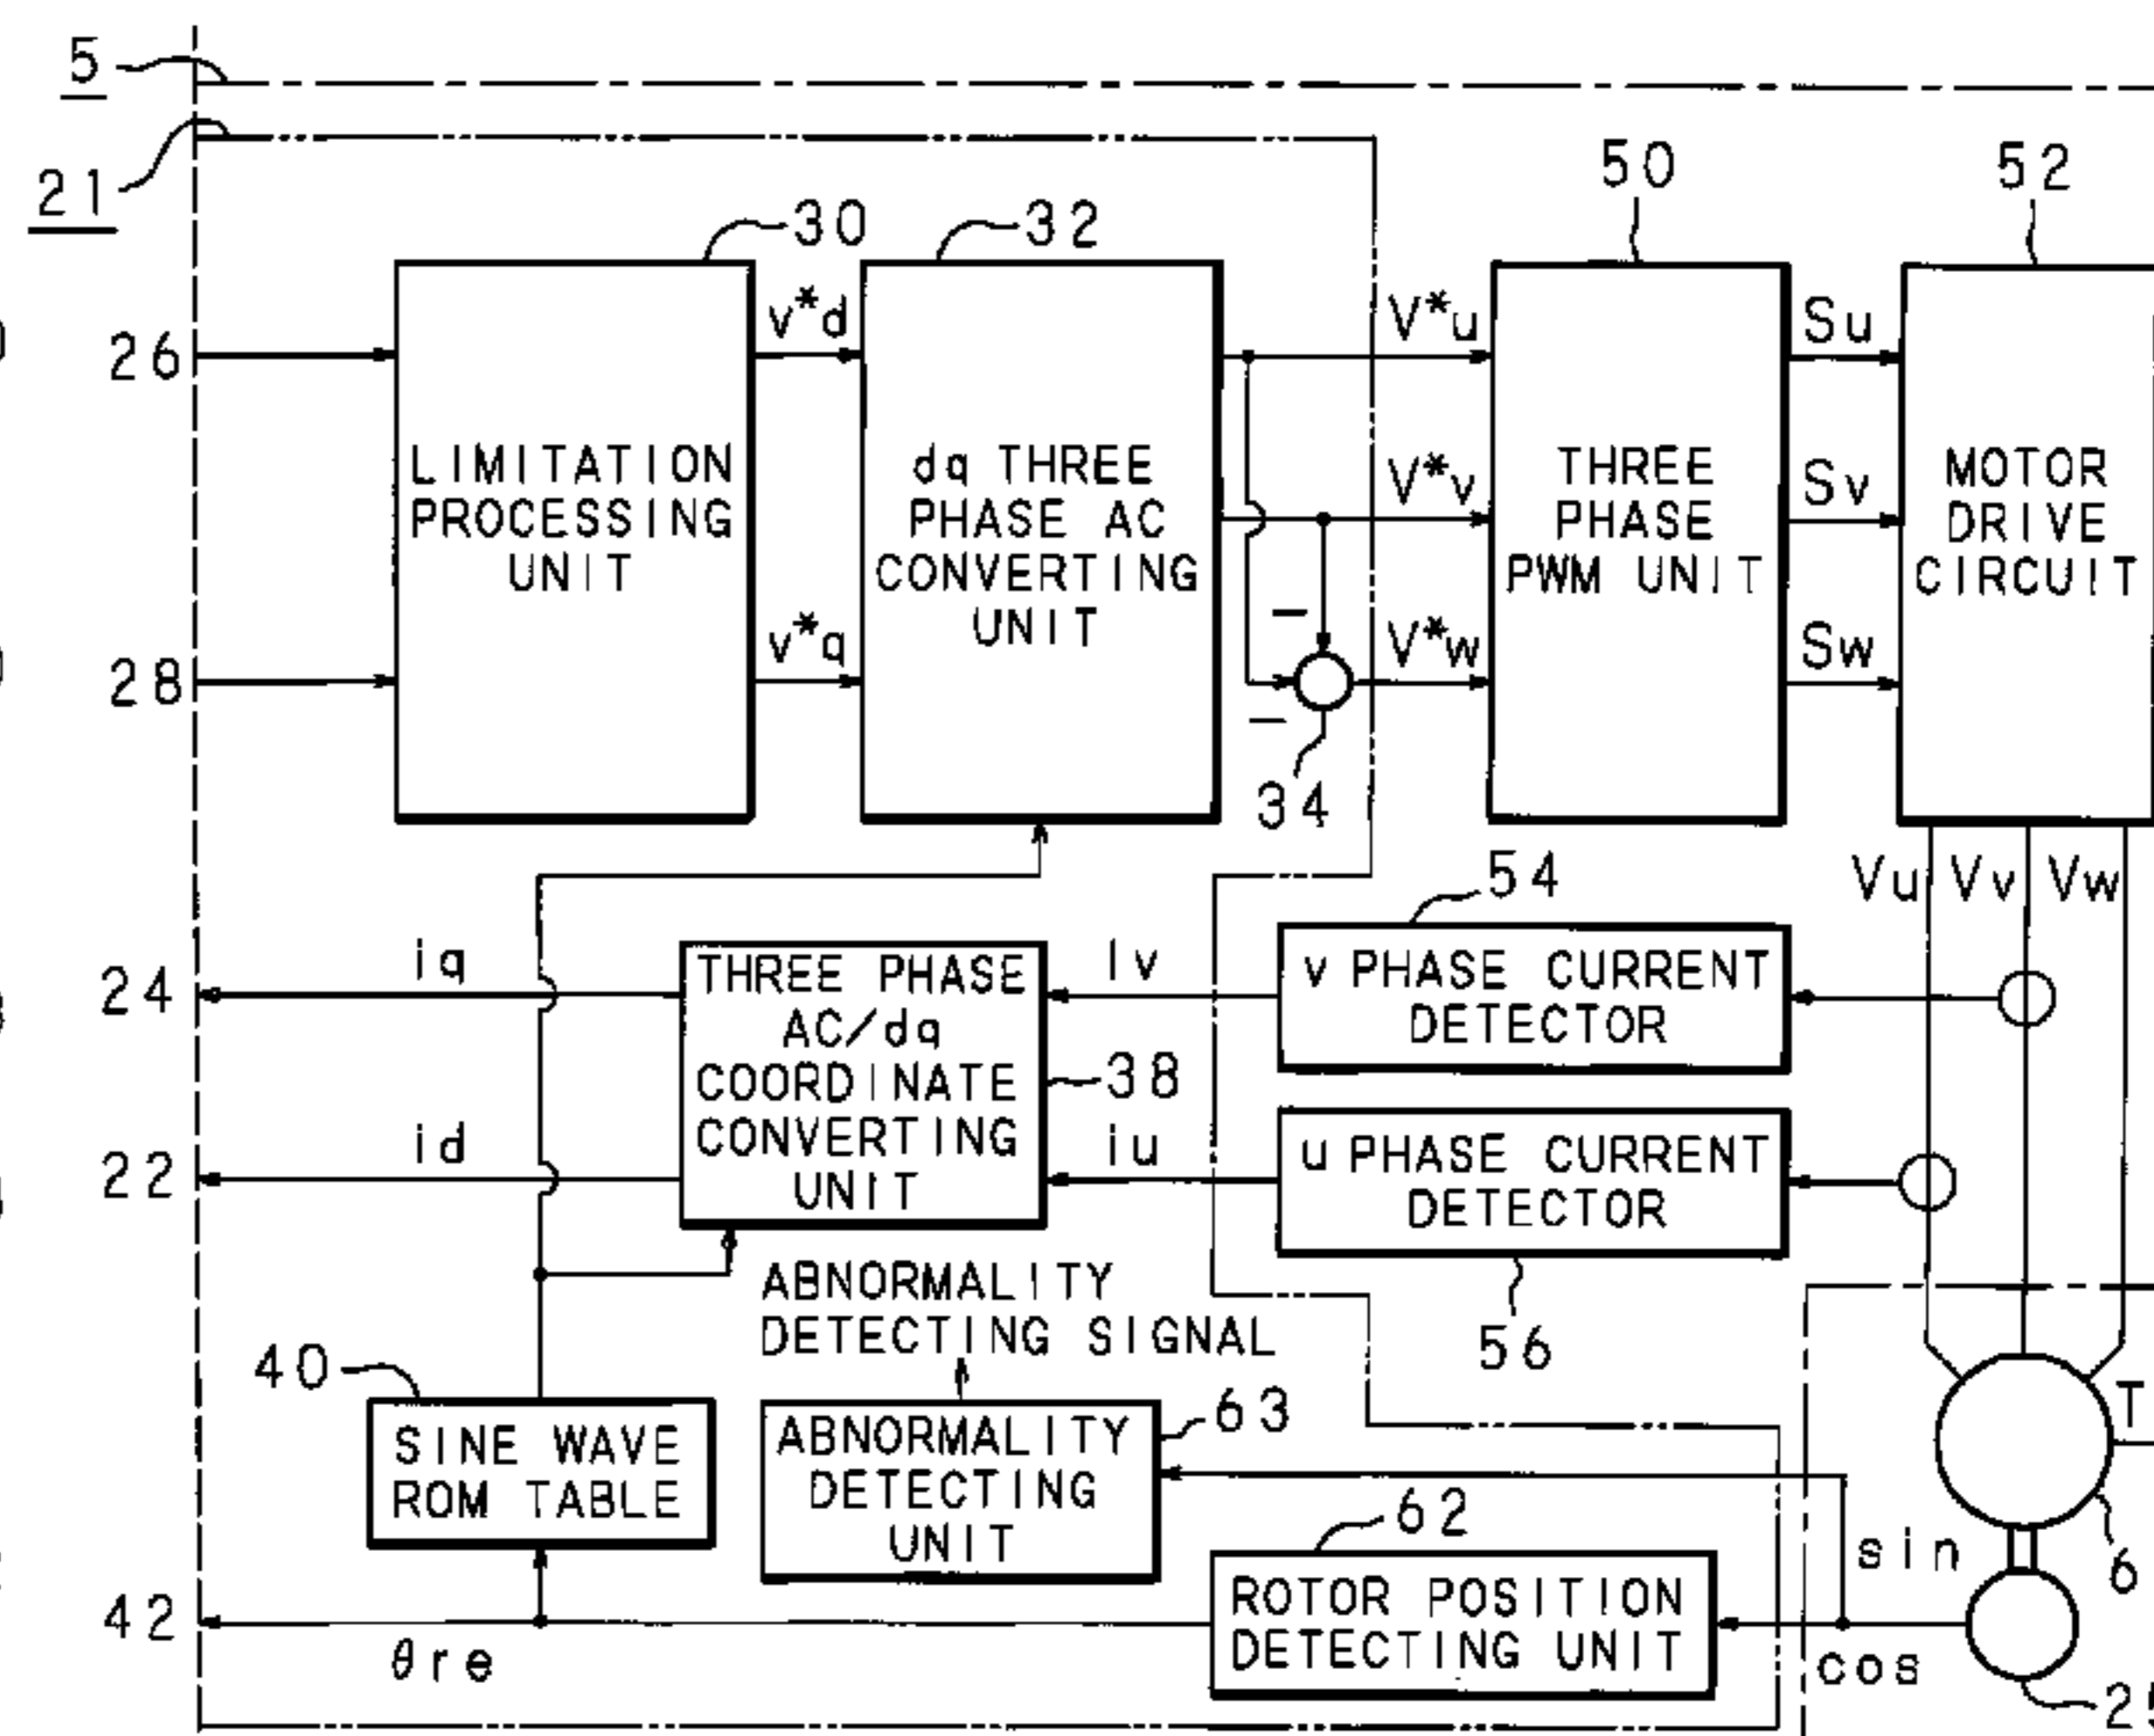 5
21
30
32
50
52
26
v*d
V*u
Su
LIMITATION
PROCESSING
UNIT
dq THREE
PHASE AC
CONVERTING
UNIT
V*v
THREE
PHASE
PWM UNIT
Sv
MOTOR
DRIVE
CIRCUIT
28
v*q
−
−
V*w
Sw
34
54
Vu
Vv
Vw
24
iq
THREE PHASE
AC/dq
COORDINATE
CONVERTING
UNIT
Iv
v PHASE CURRENT
DETECTOR
38
22
id
iu
u PHASE CURRENT
DETECTOR
56
ABNORMALITY
DETECTING SIGNAL
40
SINE WAVE
ROM TABLE
63
ABNORMALITY
DETECTING
UNIT
T
6
62
sin
42
θre
ROTOR POSITION
DETECTING UNIT
cos